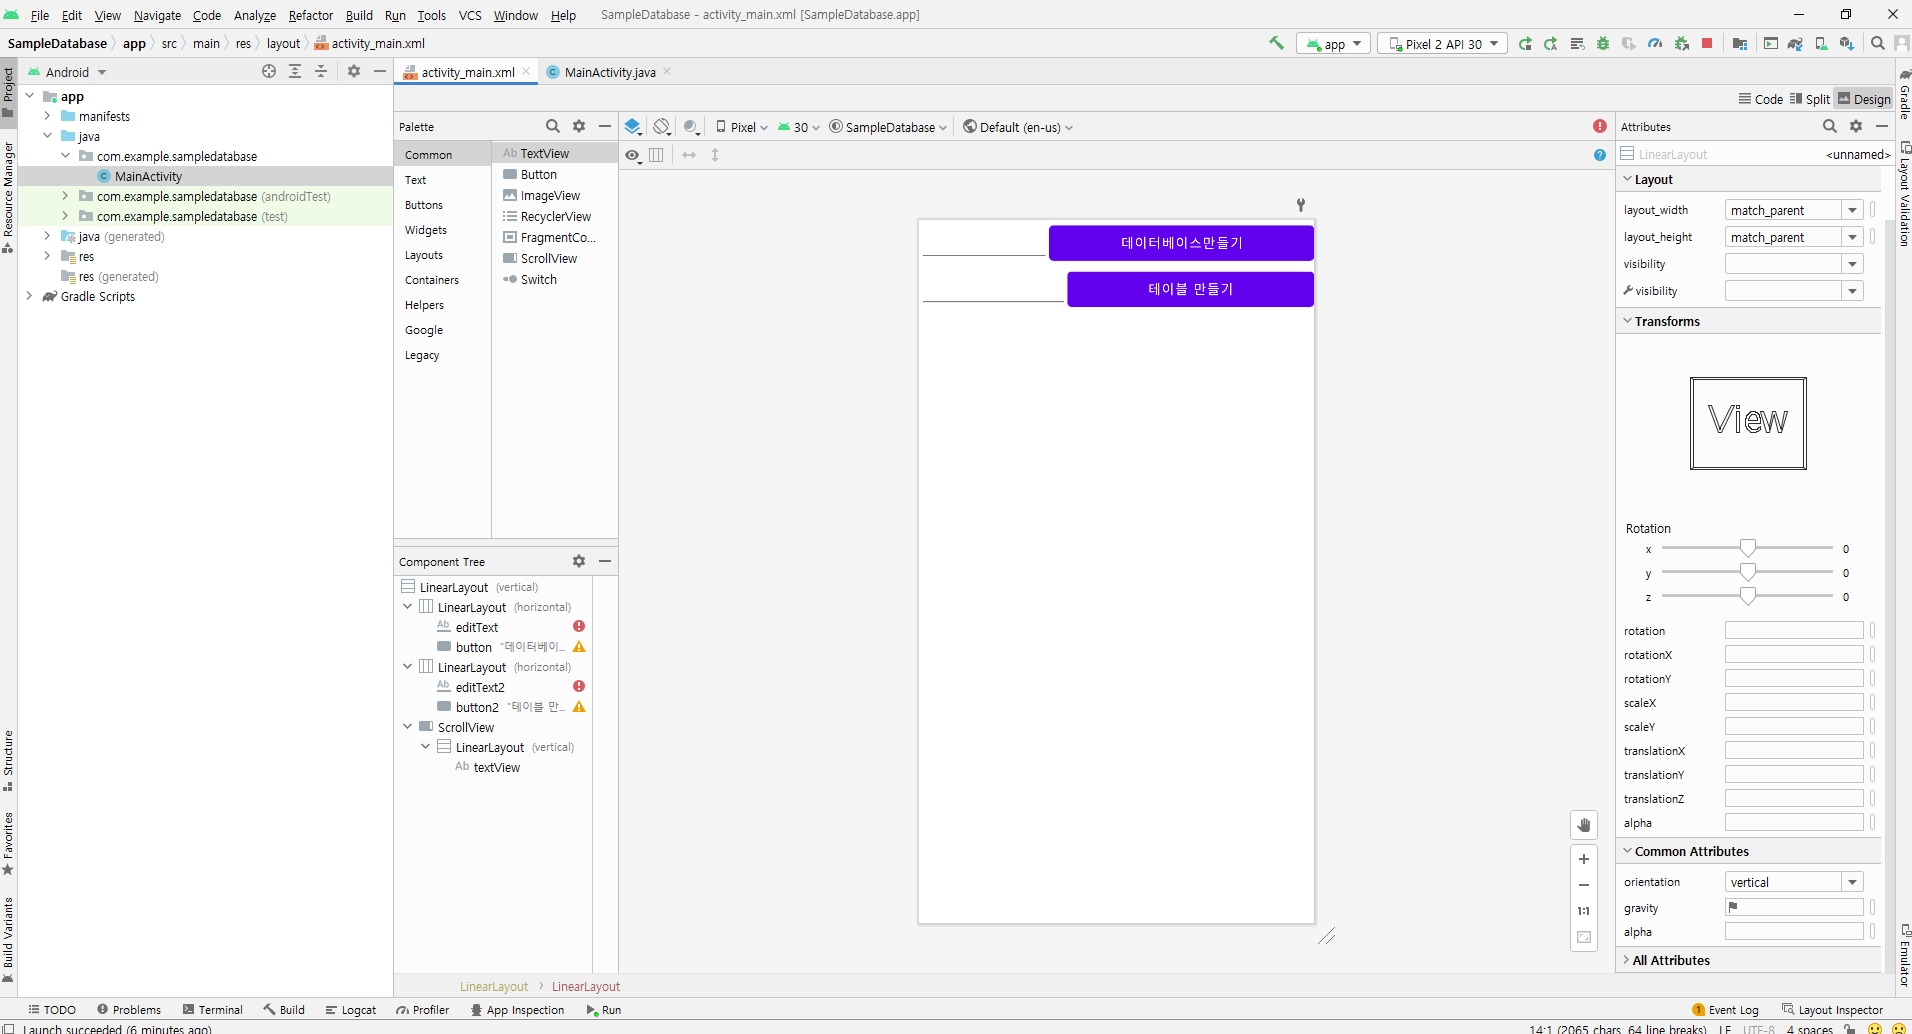 File Edit View Navigate Code Analyze Refactor Build Run Tools VCS Window Help SampleDatabase - activity_main.xml [SampleDatabase.app]
SampleDatabase app src main res layout activity_main.xml app Pixel 2 API 30
Project
Resource Manager
Structure
Favorites
Build Variants
Android
app
manifests
java
com.example.sampledatabase
MainActivity
com.example.sampledatabase (androidTest)
com.example.sampledatabase (test)
java (generated)
res
res (generated)
Gradle Scripts
activity_main.xml MainActivity.java
Code Split Design
Palette
Common
Text
Buttons
Widgets
Layouts
Containers
Helpers
Google
Legacy
Ab TextView
Button
ImageView
RecyclerView
FragmentCo...
ScrollView
Switch
Pixel 30 SampleDatabase Default (en-us)
데이터베이스만들기
테이블 만들기
1:1
Component Tree
LinearLayout (vertical)
LinearLayout (horizontal)
Ab editText
button "데이터베이...
LinearLayout (horizontal)
Ab editText2
button2 "테이블 만...
ScrollView
LinearLayout (vertical)
Ab textView
LinearLayout > LinearLayout
Attributes
LinearLayout <unnamed>
Layout
layout_width match_parent
layout_height match_parent
visibility
visibility
Transforms
View
Rotation
x 0
y 0
z 0
rotation
rotationX
rotationY
scaleX
scaleY
translationX
translationY
translationZ
alpha
Common Attributes
orientation vertical
gravity
alpha
All Attributes
Gradle
Layout Validation
Emulator
TODO Problems Terminal Build Logcat Profiler App Inspection Run 1 Event Log Layout Inspector
Launch succeeded (6 minutes ago) 14:1 (2065 chars, 64 line breaks) LF UTF-8 4 spaces